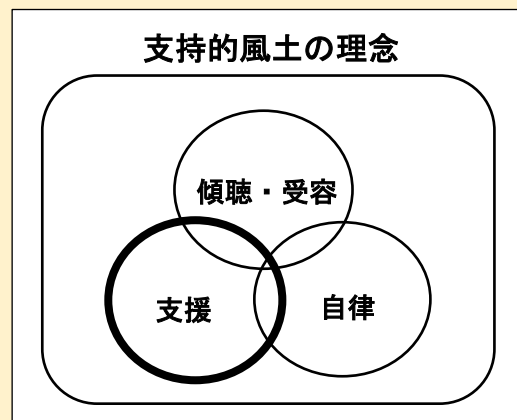 支持的風土の理念
傾聴・受容
支援
自律